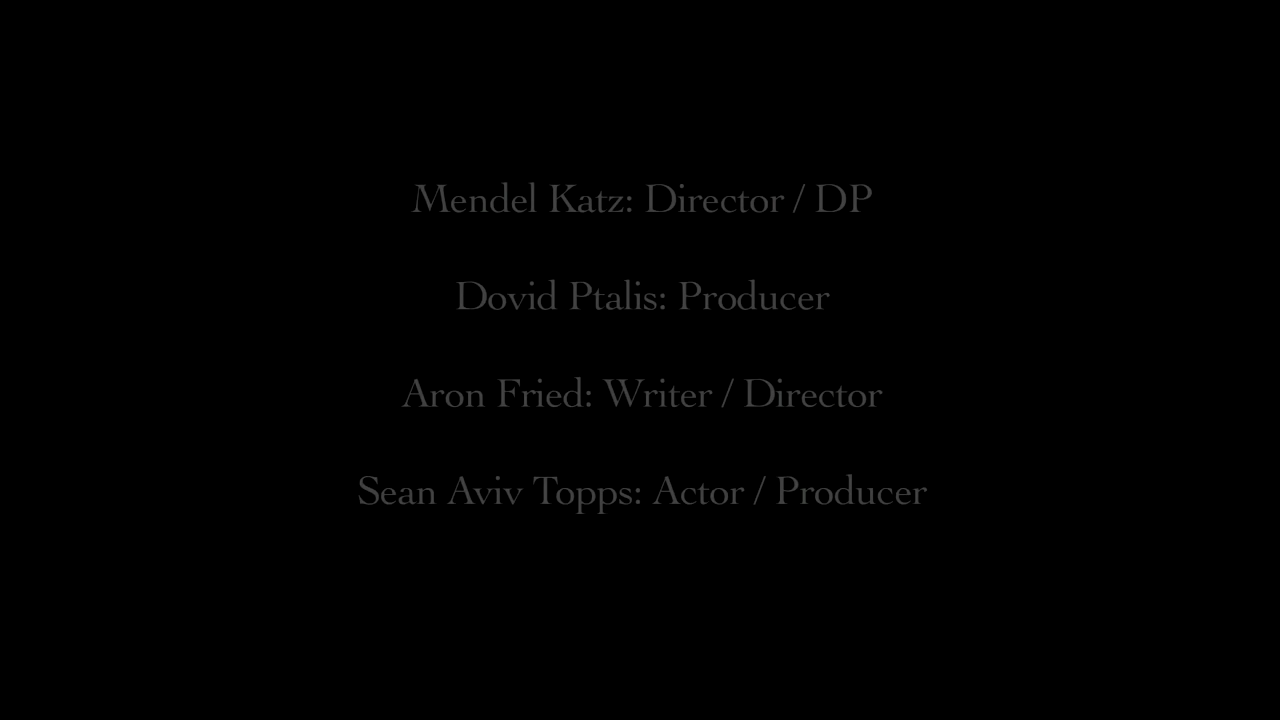 Mendel Katz: Director / DP
Dovid Ptalis: Producer
Aron Fried: Writer / Director
Sean Aviv Topps: Actor / Producer